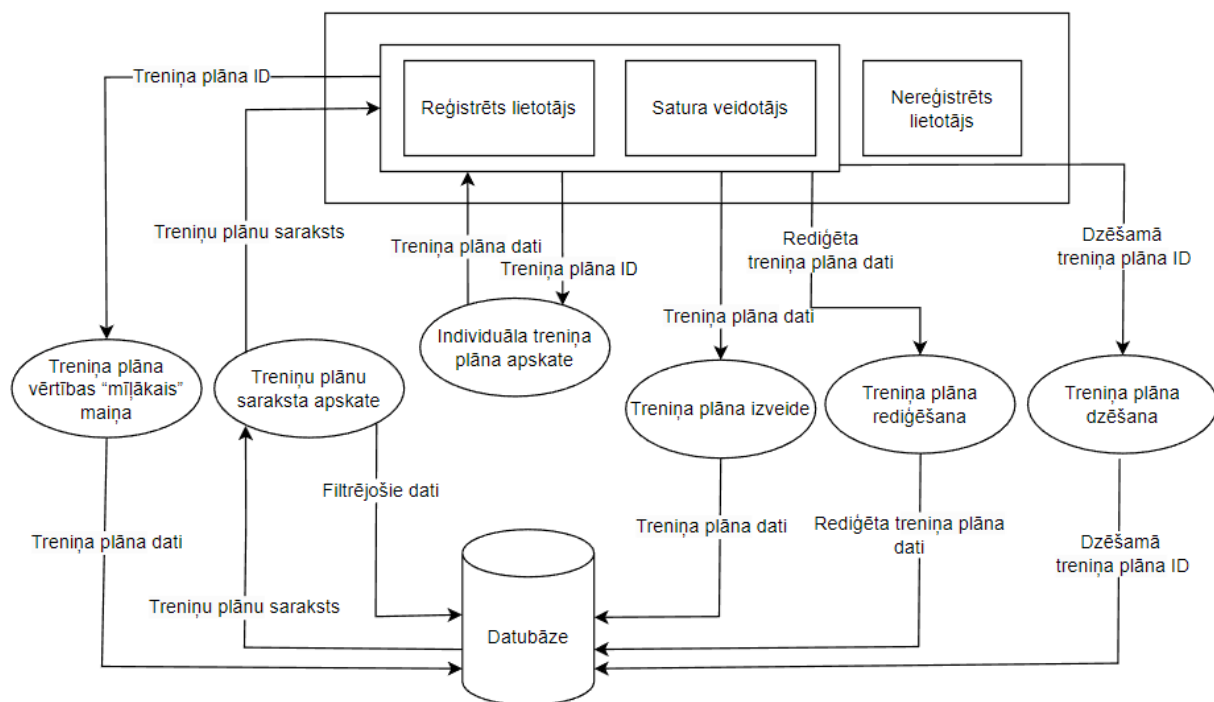 Treniņa plāna ID
Reģistrēts lietotājs
Satura veidotājs
Nereģistrēts
lietotājs
Treniņu plānu saraksts
Treniņa plāna dati
Treniņa plāna ID
Rediģēta
treniņa plāna dati
Dzēšamā
treniņa plāna ID
Treniņa plāna dati
Treniņa plāna
vērtības “mīļākais”
maiņa
Treniņu plānu
saraksta apskate
Individuāla treniņa
plāna apskate
Treniņa plāna izveide
Treniņa plāna
rediģēšana
Treniņa plāna
dzēšana
Filtrējošie dati
Treniņa plāna dati
Treniņa plāna dati
Rediģēta treniņa plāna
dati
Dzēšamā
treniņa plāna ID
Treniņu plānu saraksts
Datubāze